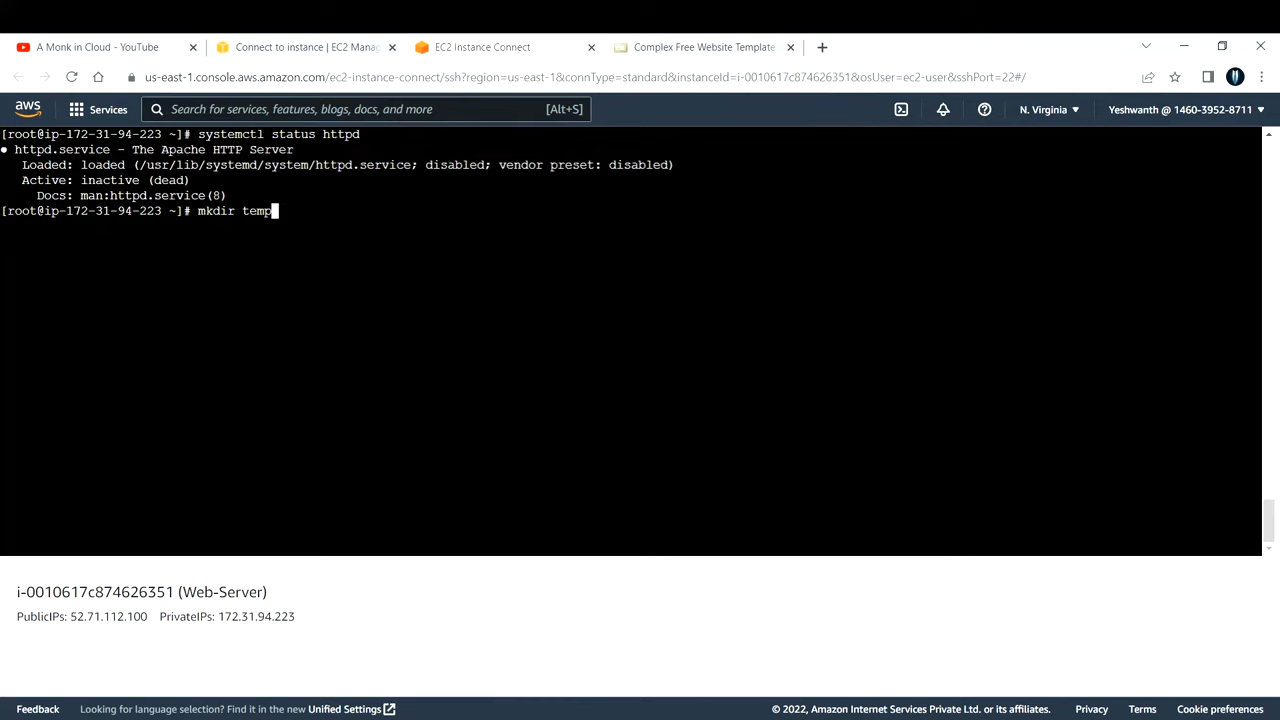 A Monk in Cloud - YouTube
Connect to instance | EC2 Manag
EC2 Instance Connect
Complex Free Website Template
us-east-1.console.aws.amazon.com/ec2-instance-connect/ssh?region=us-east-1&connType=standard&instanceId=i-0010617c874626351&osUser=ec2-user&sshPort=22#/
aws Services Search for services, features, blogs, docs, and more [Alt+S] N. Virginia Yeshwanth @ 1460-3952-8711
[root@ip-172-31-94-223 ~]# systemctl status httpd
● httpd.service - The Apache HTTP Server
Loaded: loaded (/usr/lib/systemd/system/httpd.service; disabled; vendor preset: disabled)
Active: inactive (dead)
Docs: man:httpd.service(8)
[root@ip-172-31-94-223 ~]# mkdir temp
i-0010617c874626351 (Web-Server)
PublicIPs: 52.71.112.100 PrivateIPs: 172.31.94.223
Feedback Looking for language selection? Find it in the new Unified Settings © 2022, Amazon Internet Services Private Ltd. or its affiliates. Privacy Terms Cookie preferences